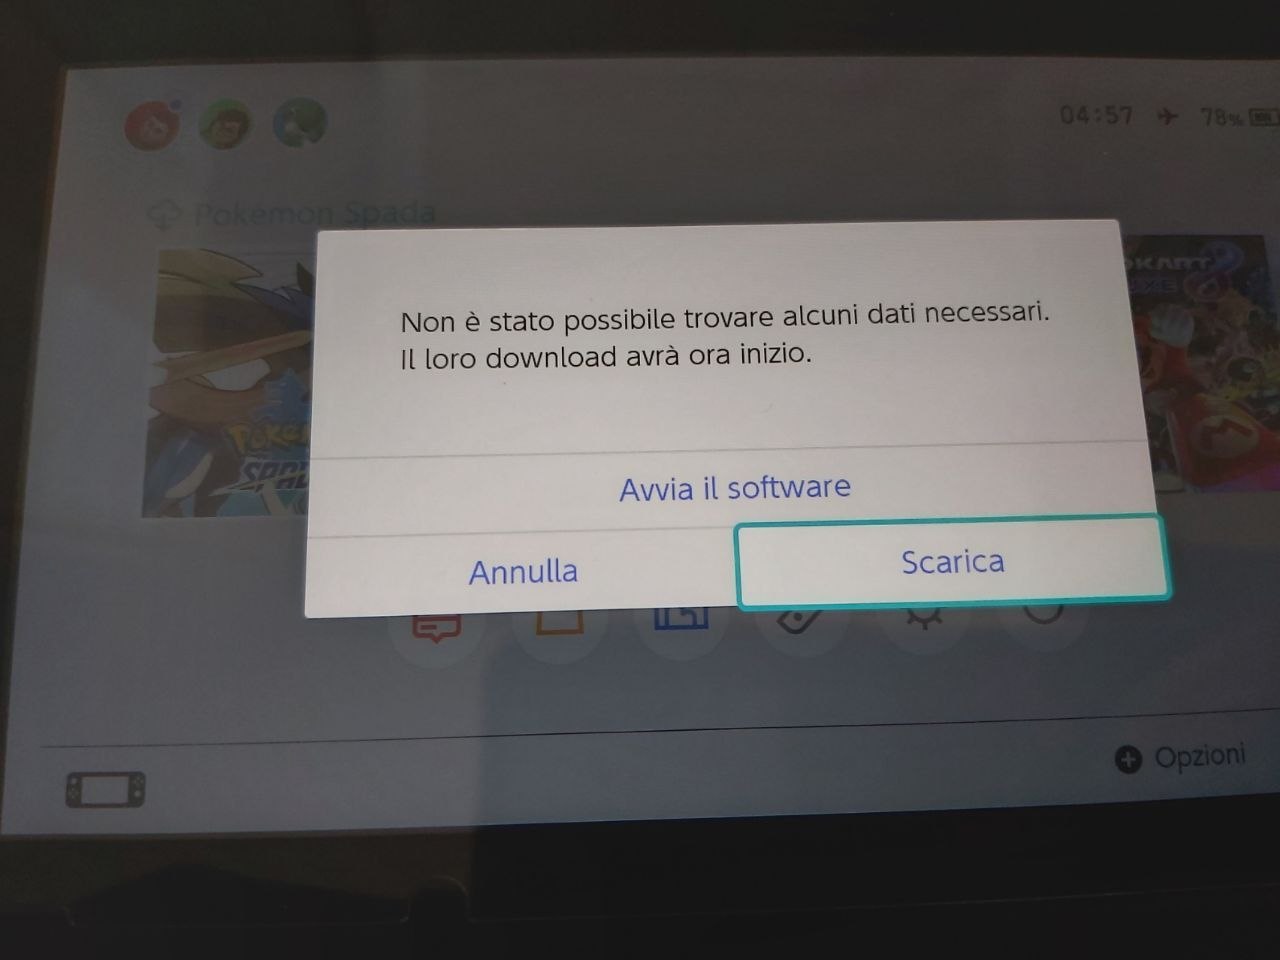 04:57
78%
Pokémon Spada
Non è stato possibile trovare alcuni dati necessari.
Il loro download avrà ora inizio.
Avvia il software
Annulla
Scarica
Opzioni